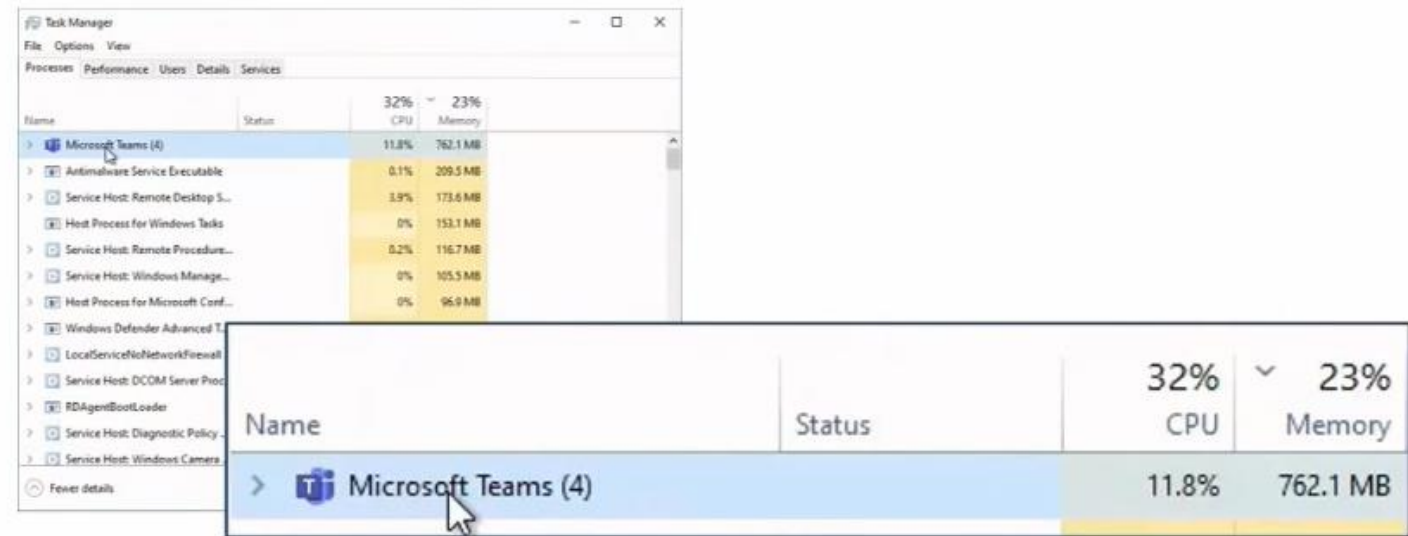 Task Manager
File Options View
Processes Performance Users Details Services
32% 23%
Name Status CPU Memory
Microsoft Teams (4) 11.8% 762.1 MB
Antimalware Service Executable 0.1% 209.5 MB
Service Host: Remote Desktop S... 3.9% 173.6 MB
Host Process for Windows Tasks 0% 153.1 MB
Service Host: Remote Procedure... 0.2% 116.7 MB
Service Host: Windows Manage... 0% 105.5 MB
Host Process for Microsoft Conf... 0% 96.9 MB
Windows Defender Advanced T...
LocalServiceNoNetworkFirewall
Service Host: DCOM Server Proc
RDAgentBootLoader
Service Host: Diagnostic Policy
Service Host: Windows Camera
Fewer details
32% 23%
Name Status CPU Memory
Microsoft Teams (4) 11.8% 762.1 MB